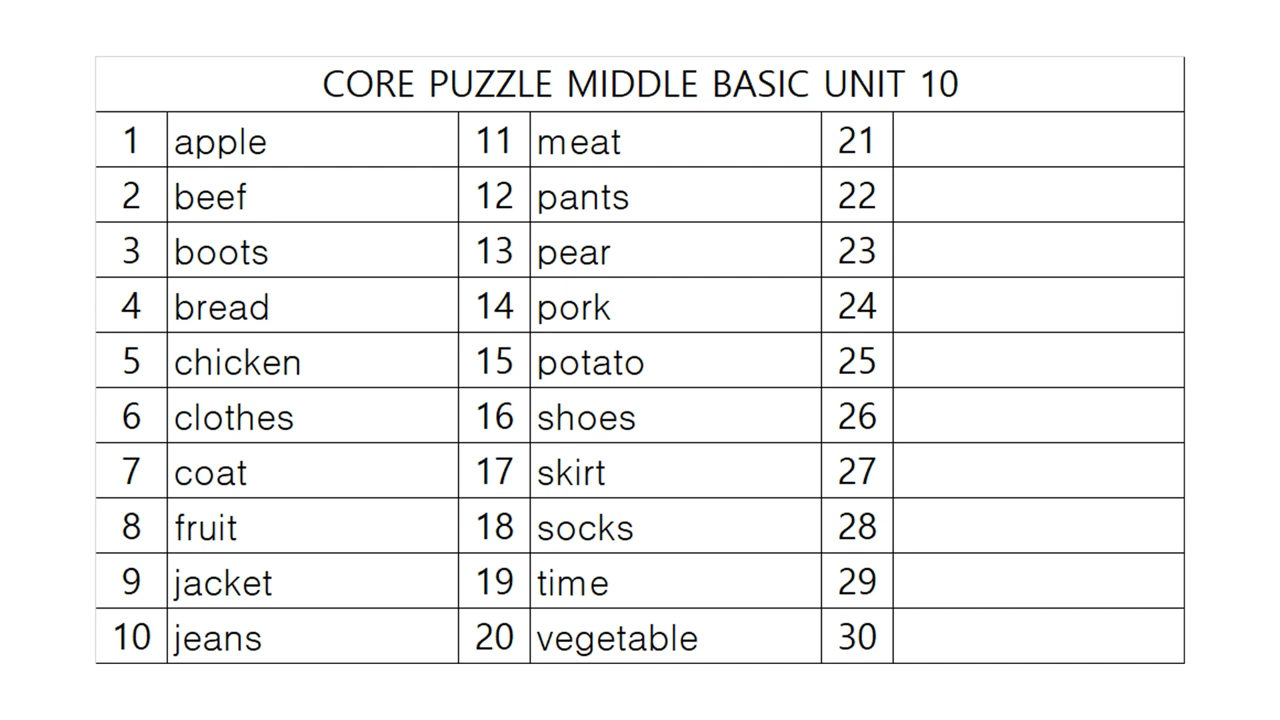 CORE PUZZLE MIDDLE BASIC UNIT 10
1 apple 11 meat 21
2 beef 12 pants 22
3 boots 13 pear 23
4 bread 14 pork 24
5 chicken 15 potato 25
6 clothes 16 shoes 26
7 coat 17 skirt 27
8 fruit 18 socks 28
9 jacket 19 time 29
10 jeans 20 vegetable 30